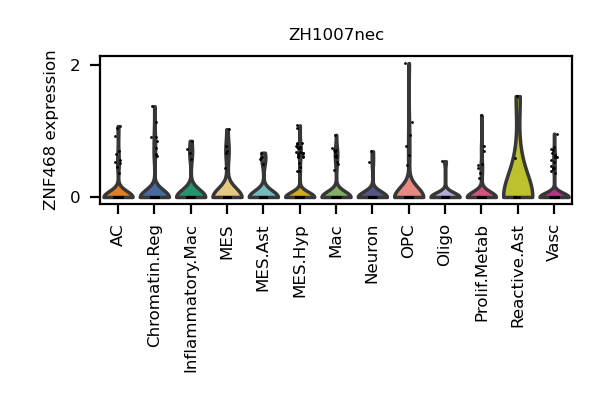 ZH1007nec
ZNF468 expression
2
0
AC
Chromatin.Reg
Inflammatory.Mac
MES
MES.Ast
MES.Hyp
Mac
Neuron
OPC
Oligo
Prolif.Metab
Reactive.Ast
Vasc